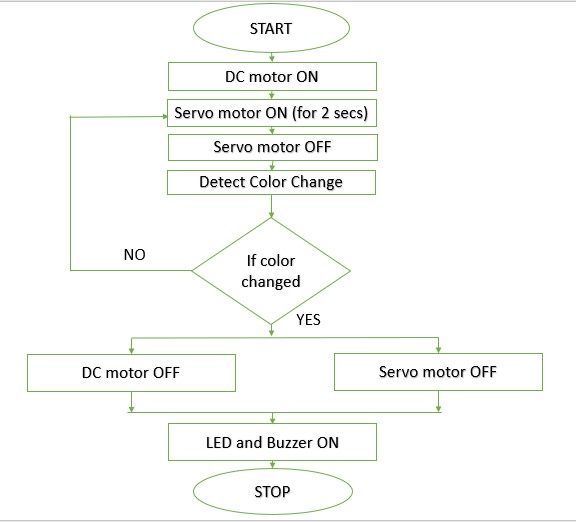 START
DC motor ON
Servo motor ON (for 2 secs)
Servo motor OFF
Detect Color Change
If color
changed
NO
YES
DC motor OFF
Servo motor OFF
LED and Buzzer ON
STOP